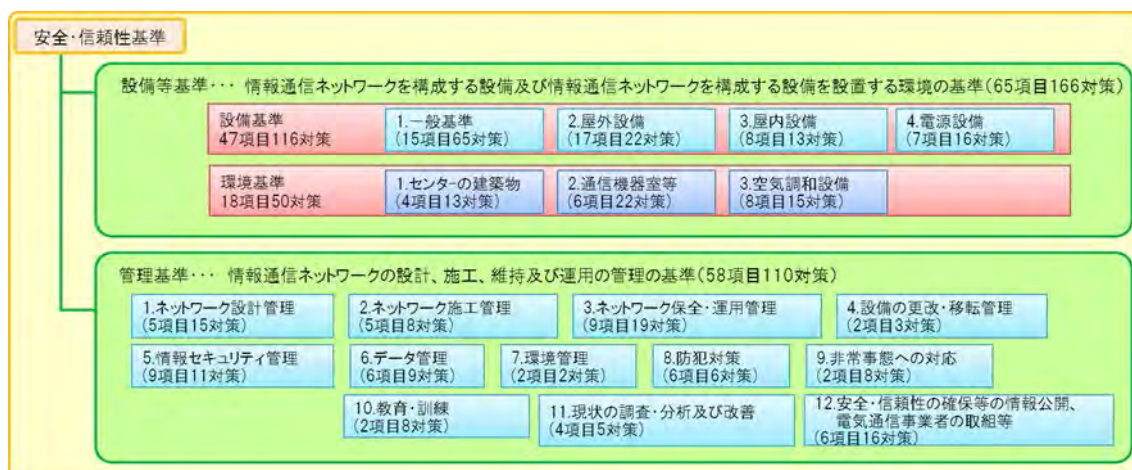 安全・信頼性基準
設備等基準・・・ 情報通信ネットワークを構成する設備及び情報通信ネットワークを構成する設備を設置する環境の基準(65項目166対策)
設備基準
47項目116対策
1.一般基準
(15項目65対策)
2.屋外設備
(17項目22対策)
3.屋内設備
(8項目13対策)
4.電源設備
(7項目16対策)
環境基準
18項目50対策
1.センターの建築物
(4項目13対策)
2.通信機器室等
(6項目22対策)
3.空気調和設備
(8項目15対策)
管理基準・・・ 情報通信ネットワークの設計、施工、維持及び運用の管理の基準(58項目110対策)
1.ネットワーク設計管理
(5項目15対策)
2.ネットワーク施工管理
(5項目8対策)
3.ネットワーク保全・運用管理
(9項目19対策)
4.設備の更改・移転管理
(2項目3対策)
5.情報セキュリティ管理
(9項目11対策)
6.データ管理
(6項目9対策)
7.環境管理
(2項目2対策)
8.防犯対策
(6項目6対策)
9.非常事態への対応
(2項目8対策)
10.教育・訓練
(2項目8対策)
11.現状の調査・分析及び改善
(4項目5対策)
12.安全・信頼性の確保等の情報公開、
電気通信事業者の取組等
(6項目16対策)